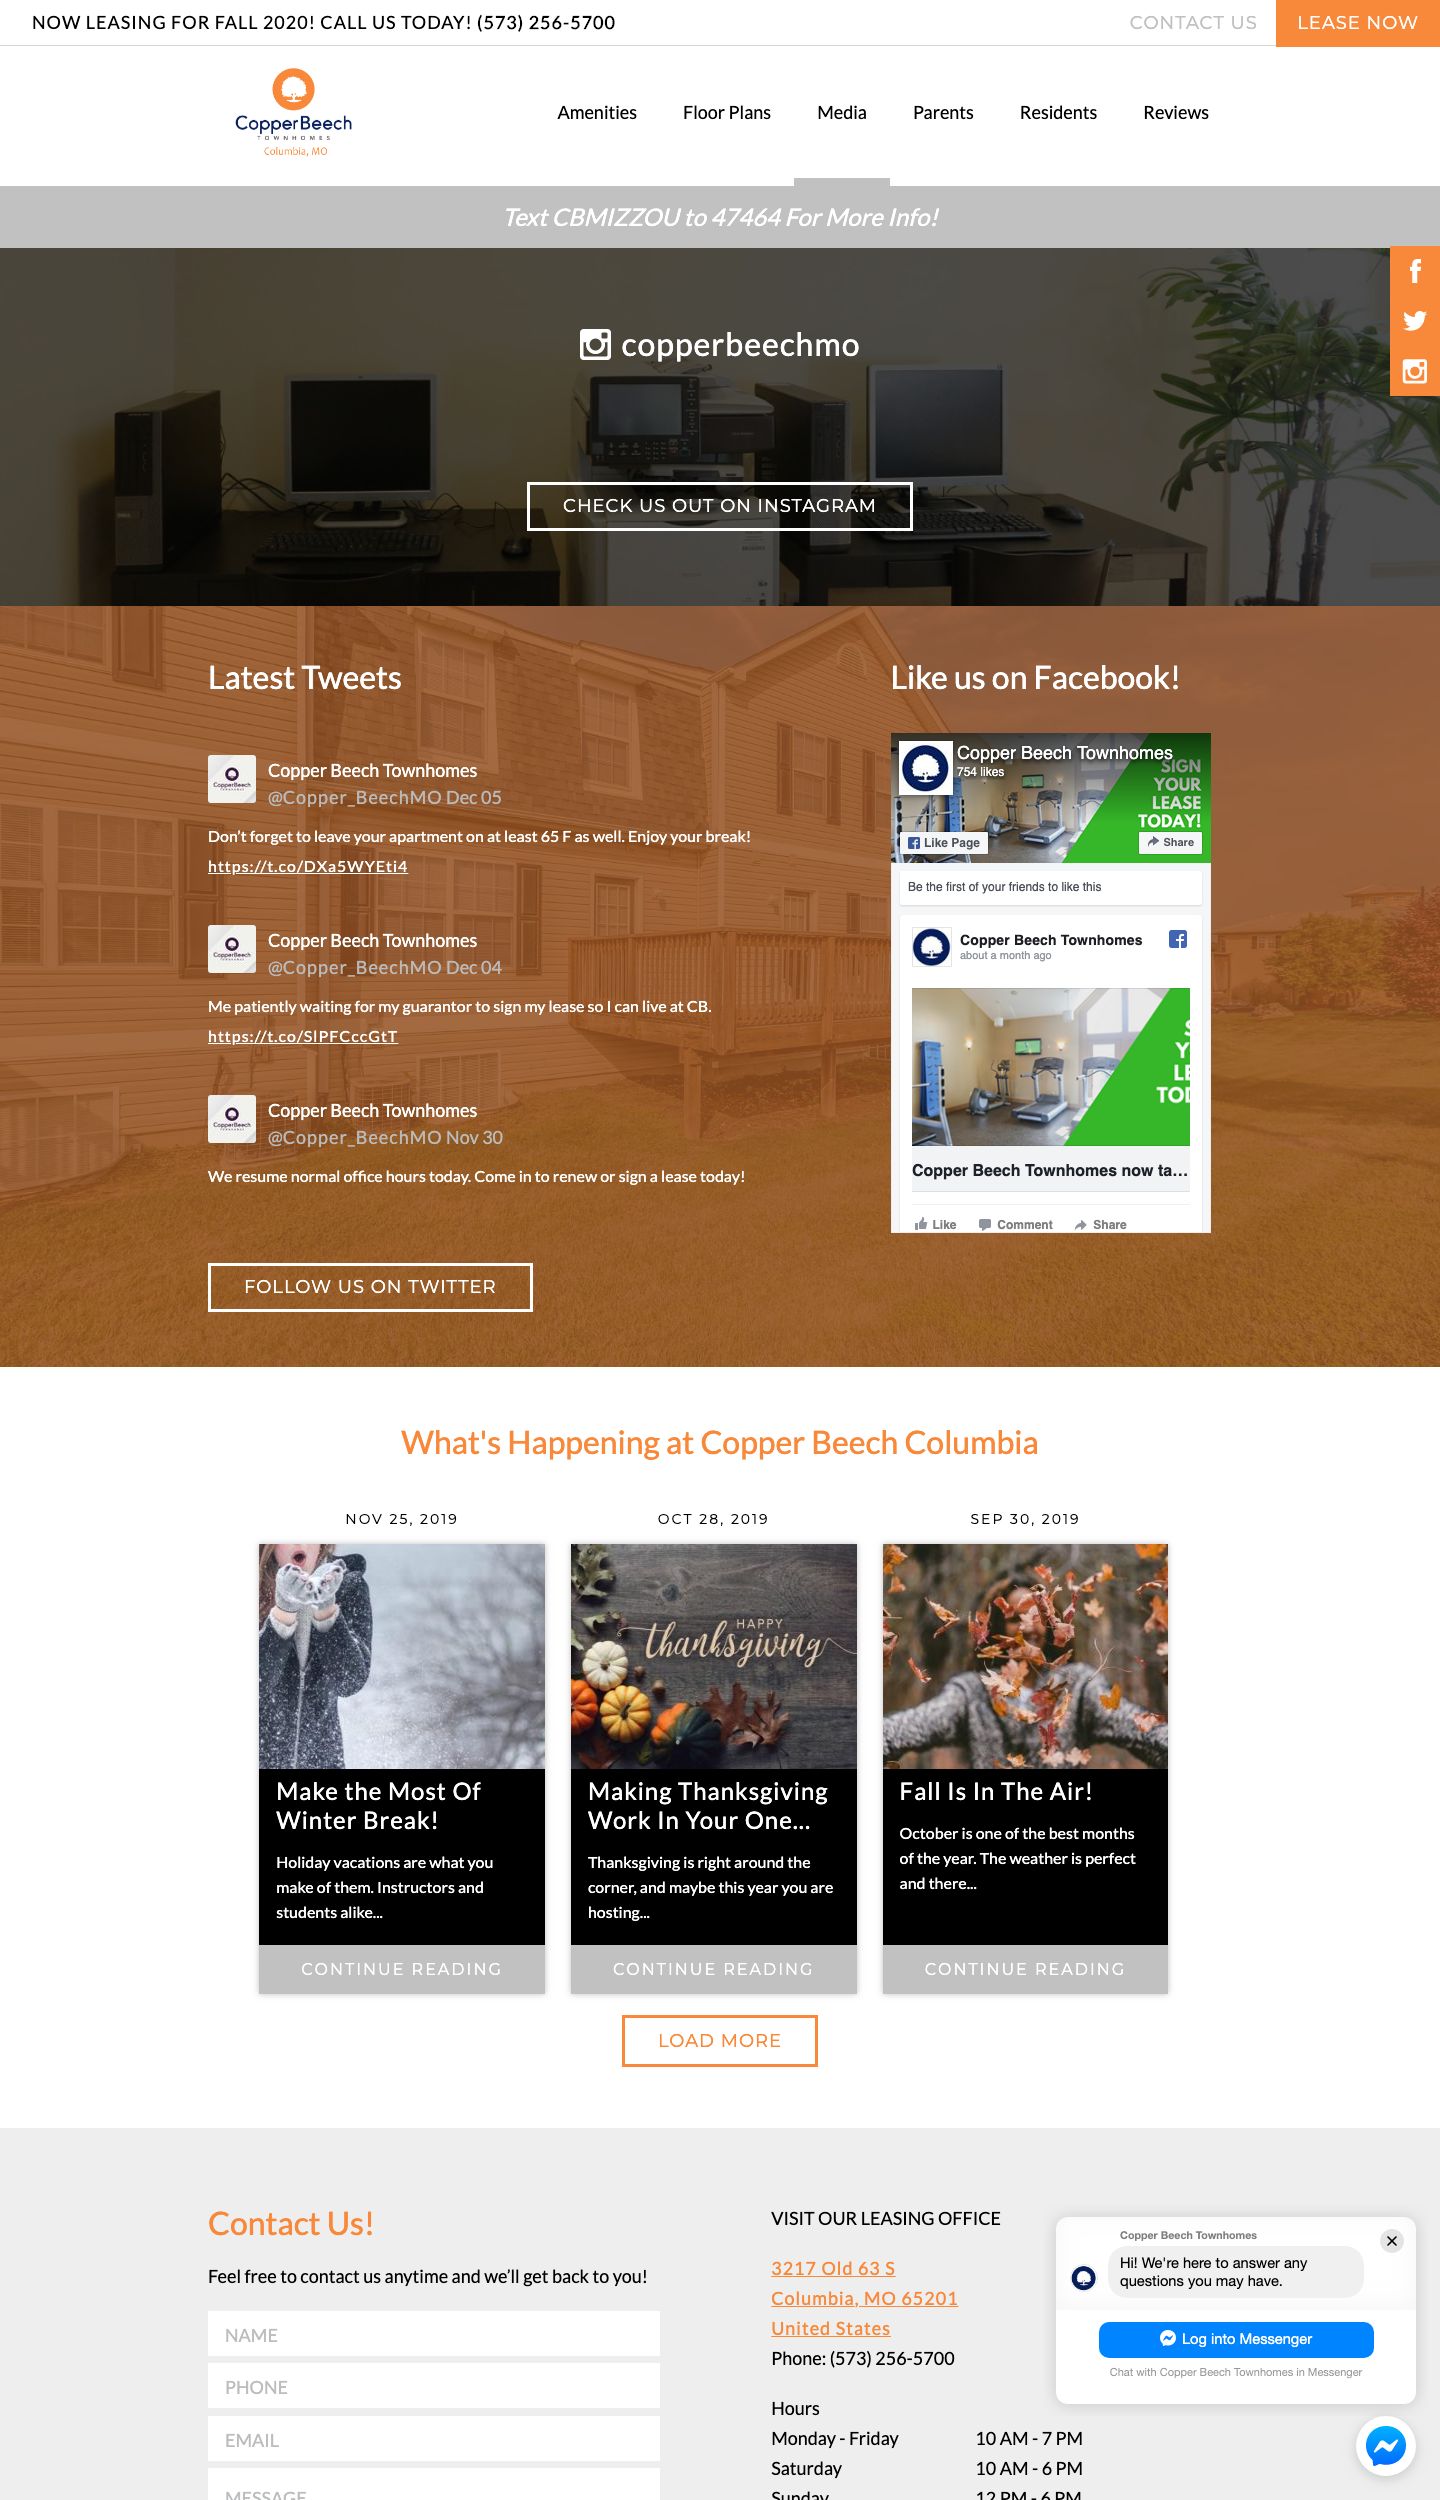 NOW LEASING FOR FALL 2020! CALL US TODAY! (573) 256-5700
CONTACT US
LEASE NOW
CopperBeech
TOWNHOMES
Columbia, MO
Amenities
Floor Plans
Media
Parents
Residents
Reviews
Text CBMIZZOU to 47464 For More Info!
copperbeechmo
CHECK US OUT ON INSTAGRAM
Latest Tweets
Copper Beech Townhomes
@Copper_BeechMO Dec 05
Don't forget to leave your apartment on at least 65 F as well. Enjoy your break!
https://t.co/DXa5WYEti4
Copper Beech Townhomes
@Copper_BeechMO Dec 04
Me patiently waiting for my guarantor to sign my lease so I can live at CB.
https://t.co/SlPFCccGtT
Copper Beech Townhomes
@Copper_BeechMO Nov 30
We resume normal office hours today. Come in to renew or sign a lease today!
FOLLOW US ON TWITTER
Like us on Facebook!
Copper Beech Townhomes
754 likes
SIGN
YOUR
LEASE
TODAY!
Like Page
Share
Be the first of your friends to like this
Copper Beech Townhomes
about a month ago
S
Y
LE
TOD
Copper Beech Townhomes now ta...
Like
Comment
Share
What's Happening at Copper Beech Columbia
NOV 25, 2019
Make the Most Of
Winter Break!
Holiday vacations are what you
make of them. Instructors and
students alike...
CONTINUE READING
OCT 28, 2019
HAPPY
thanksgiving
Making Thanksgiving
Work In Your One...
Thanksgiving is right around the
corner, and maybe this year you are
hosting...
CONTINUE READING
SEP 30, 2019
Fall Is In The Air!
October is one of the best months
of the year. The weather is perfect
and there...
CONTINUE READING
LOAD MORE
Contact Us!
Feel free to contact us anytime and we'll get back to you!
NAME
PHONE
EMAIL
MESSAGE
VISIT OUR LEASING OFFICE
3217 Old 63 S
Columbia, MO 65201
United States
Phone: (573) 256-5700
Hours
Monday - Friday 10 AM - 7 PM
Saturday 10 AM - 6 PM
Sunday 12 PM - 6 PM
Copper Beech Townhomes
Hi! We're here to answer any
questions you may have.
Log into Messenger
Chat with Copper Beech Townhomes in Messenger